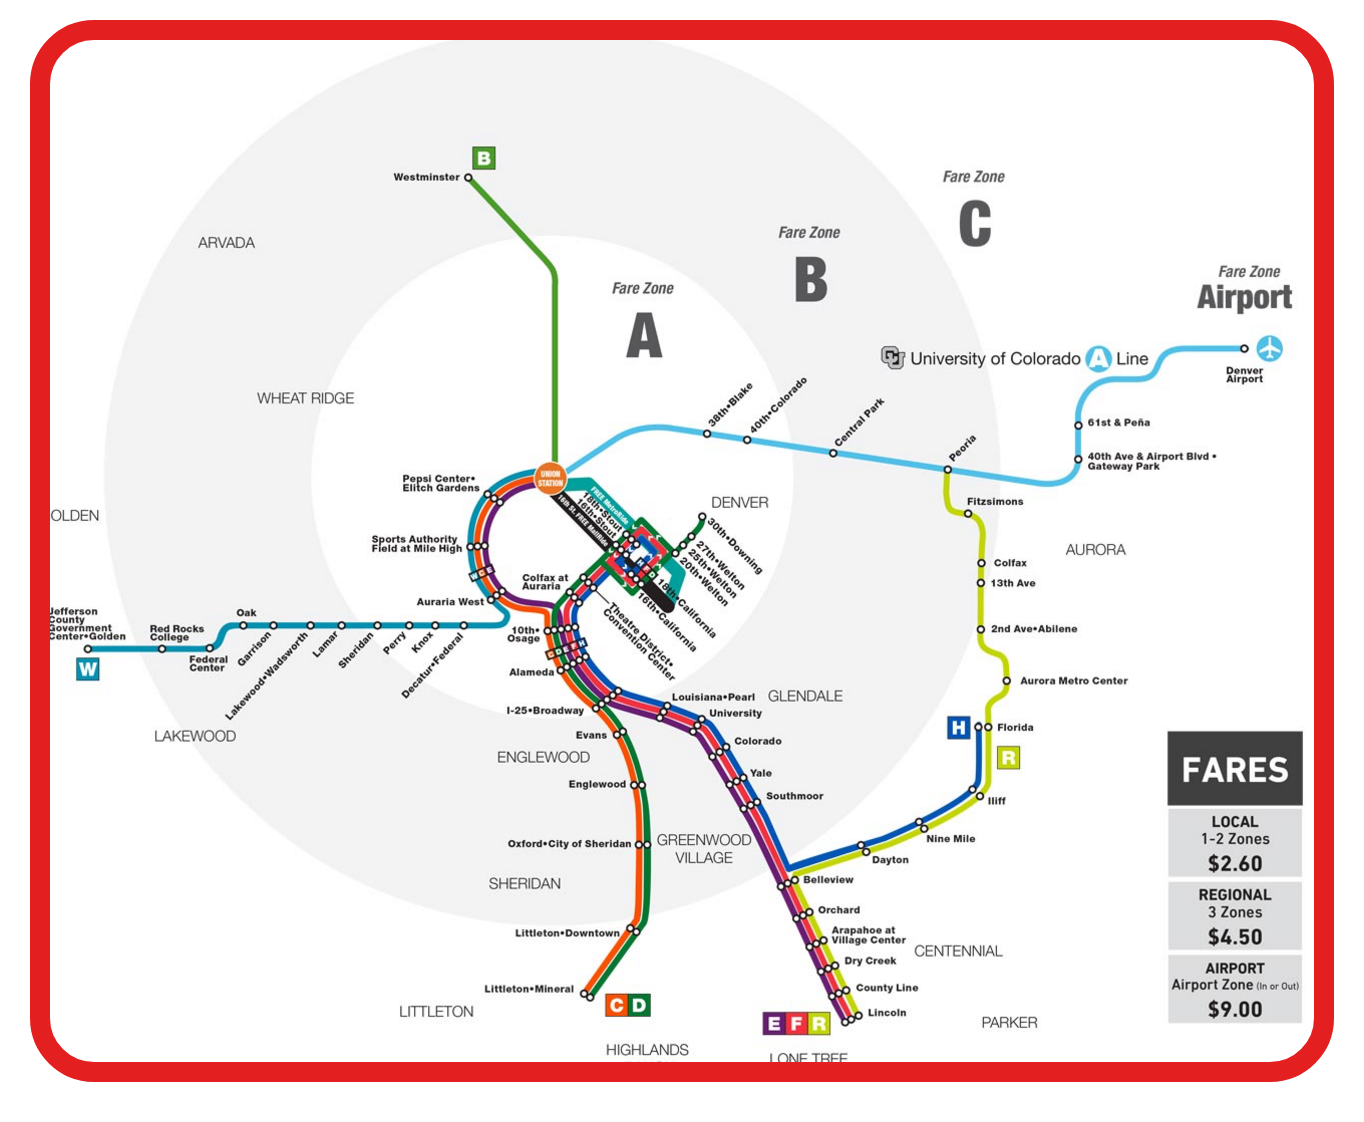 B
Westminster
Fare Zone
C
Fare Zone
B
Fare Zone
A
Fare Zone
Airport
ARVADA
WHEAT RIDGE
OLDEN
CU
University of Colorado A Line
Denver
Airport
61st & Peña
40th Ave & Airport Blvd •
Gateway Park
38th•Blake
40th•Colorado
Central Park
Peoria
Fitzsimons
AURORA
Colfax
13th Ave
2nd Ave•Abilene
Aurora Metro Center
Florida
H
R
Iliff
Nine Mile
Dayton
UNION
STATION
Pepsi Center•
Elitch Gardens
Sports Authority
Field at Mile High
W C E
Auraria West
FREE MetroRide
16th St. FREE MallRide
18th•Stout
16th•Stout
DENVER
30th•Downing
27th•Welton
25th•Welton
20th•Welton
18th•California
16th•California
Theatre District•
Convention Center
Colfax at
Auraria
10th•
Osage
C D E F H
Alameda
I-25•Broadway
Evans
Englewood
Oxford•City of Sheridan
Littleton•Downtown
Littleton•Mineral
C D
Jefferson
County
Government
Center•Golden
W
Red Rocks
College
Federal
Center
Oak
Garrison
Lakewood•Wadsworth
Lamar
Sheridan
Perry
Knox
Decatur•Federal
LAKEWOOD
ENGLEWOOD
SHERIDAN
LITTLETON
HIGHLANDS
GLENDALE
GREENWOOD
VILLAGE
Louisiana•Pearl
University
Colorado
Yale
Southmoor
Belleview
Orchard
Arapahoe at
Village Center
Dry Creek
County Line
Lincoln
E F R
CENTENNIAL
PARKER
LONE TREE
FARES
LOCAL
1-2 Zones
$2.60
REGIONAL
3 Zones
$4.50
AIRPORT
Airport Zone (In or Out)
$9.00